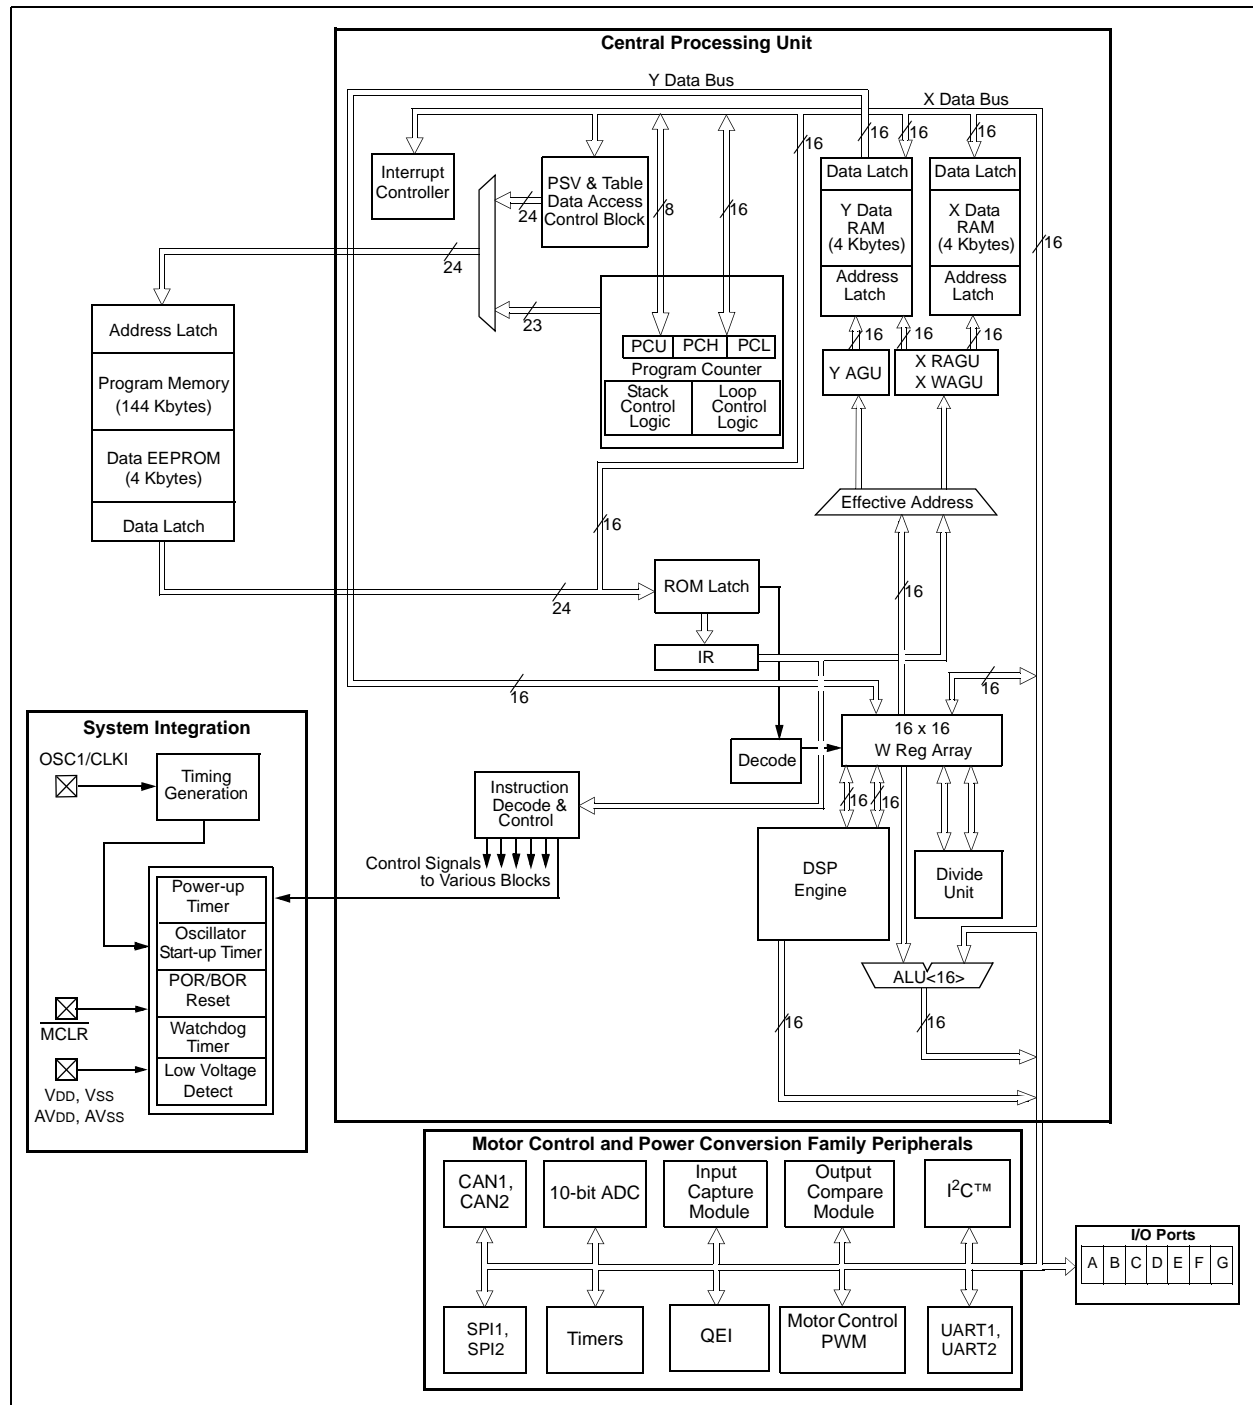 Central Processing Unit
Y Data Bus
X Data Bus
16
16
16
16
Interrupt
Controller
PSV & Table
Data Access
Control Block
24
8
16
Data Latch
Y Data
RAM
(4 Kbytes)
Address
Latch
Data Latch
X Data
RAM
(4 Kbytes)
Address
Latch
16
24
23
16
16
16
Address Latch
Program Memory
(144 Kbytes)
Data EEPROM
(4 Kbytes)
Data Latch
PCU
PCH
PCL
Program Counter
Stack
Control
Logic
Loop
Control
Logic
Y AGU
X RAGU
X WAGU
Effective Address
16
24
ROM Latch
16
IR
16
16
16 x 16
W Reg Array
Decode
Instruction
Decode &
Control
16
16
Control Signals
to Various Blocks
DSP
Engine
Divide
Unit
ALU<16>
16
16
System Integration
OSC1/CLKI
Timing
Generation
Power-up
Timer
Oscillator
Start-up Timer
POR/BOR
Reset
MCLR
Watchdog
Timer
Low Voltage
Detect
VDD, VSS
AVDD, AVSS
Motor Control and Power Conversion Family Peripherals
CAN1,
CAN2
10-bit ADC
Input
Capture
Module
Output
Compare
Module
I²C™
SPI1,
SPI2
Timers
QEI
Motor Control
PWM
UART1,
UART2
I/O Ports
A B C D E F G